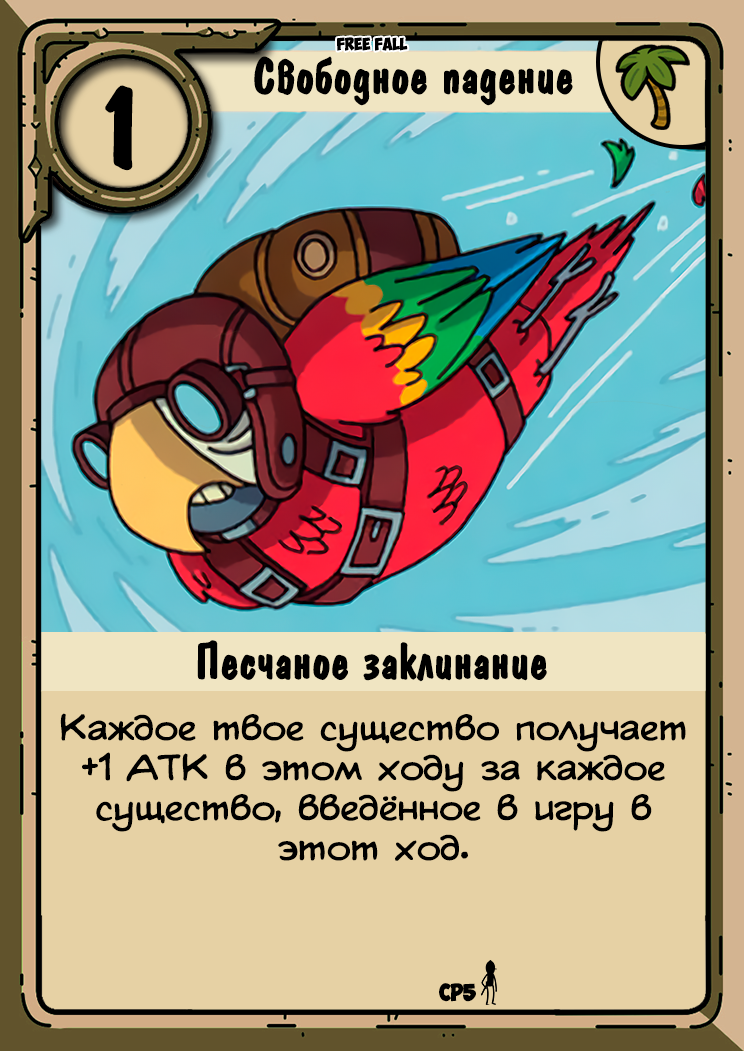 FREE FALL
Свободное падение
1
Песчаное заклинание
Каждое твое существо получает
+1 АТК в этом ходу за каждое
существо, введённое в игру в
этот ход.
CP5